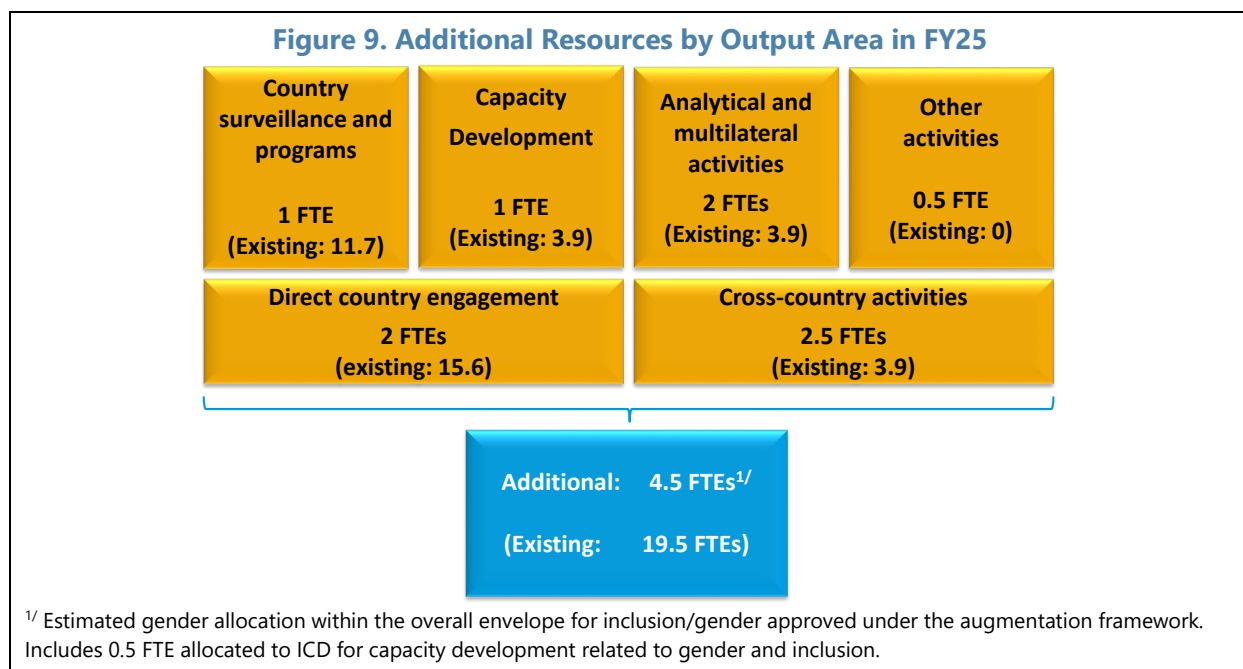 Figure 9. Additional Resources by Output Area in FY25
Country
surveillance and
programs
1 FTE
(Existing: 11.7)
Capacity
Development
1 FTE
(Existing: 3.9)
Analytical and
multilateral
activities
2 FTEs
(Existing: 3.9)
Other
activities
0.5 FTE
(Existing: 0)
Direct country engagement
2 FTEs
(existing: 15.6)
Cross-country activities
2.5 FTEs
(Existing: 3.9)
Additional: 4.5 FTEs1/
(Existing: 19.5 FTEs)
1/ Estimated gender allocation within the overall envelope for inclusion/gender approved under the augmentation framework.
Includes 0.5 FTE allocated to ICD for capacity development related to gender and inclusion.